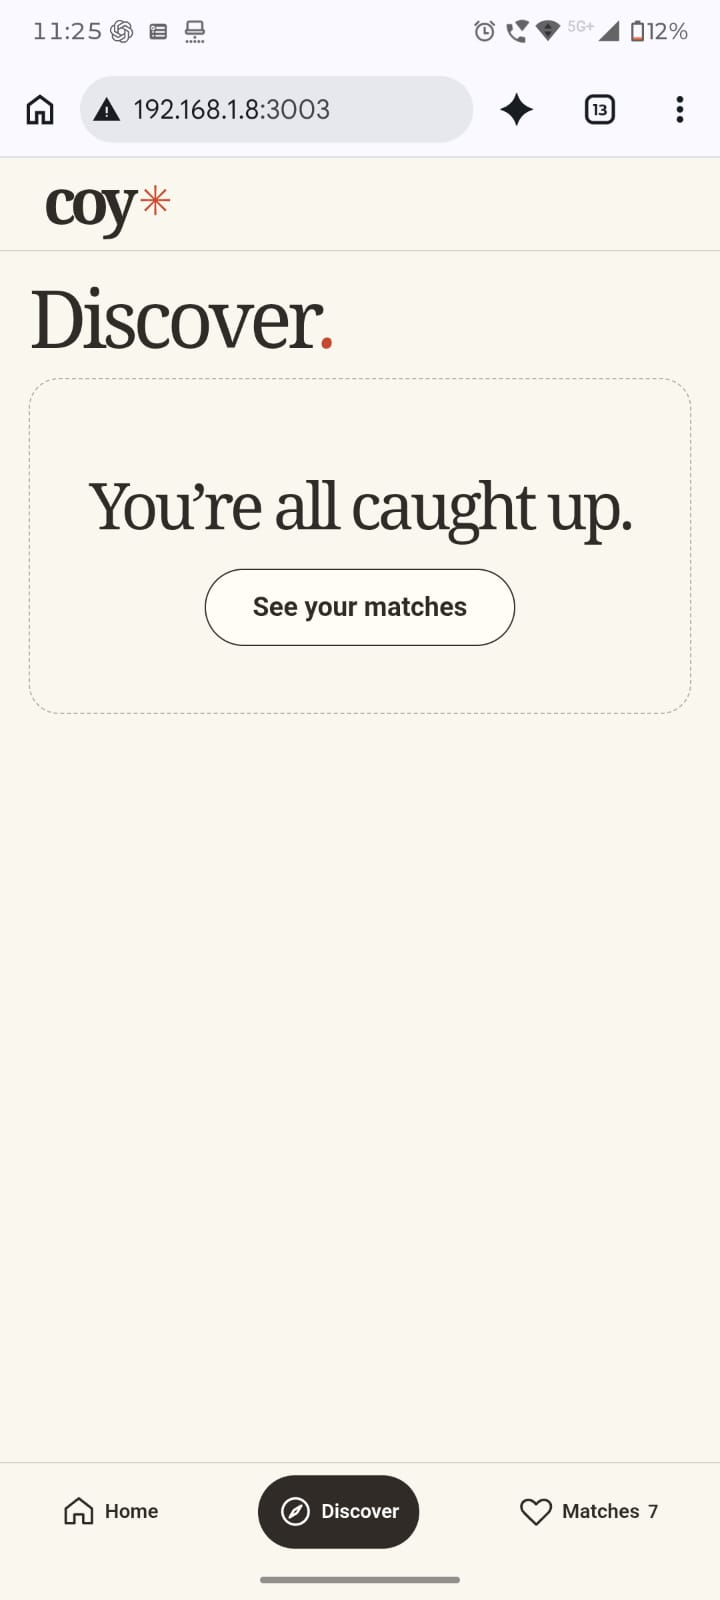 11:25
5G+
12%
192.168.1.8:3003
13
coy*
Discover.
You’re all caught up.
See your matches
Home
Discover
Matches 7